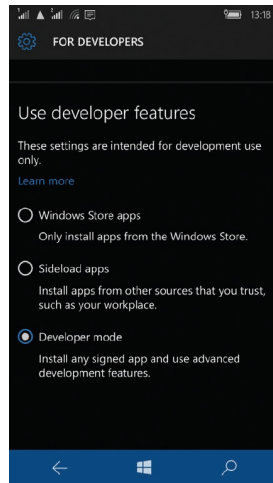 13:18
FOR DEVELOPERS
Use developer features
These settings are intended for development use
only.
Learn more
Windows Store apps
Only install apps from the Windows Store.
Sideload apps
Install apps from other sources that you trust,
such as your workplace.
Developer mode
Install any signed app and use advanced
development features.